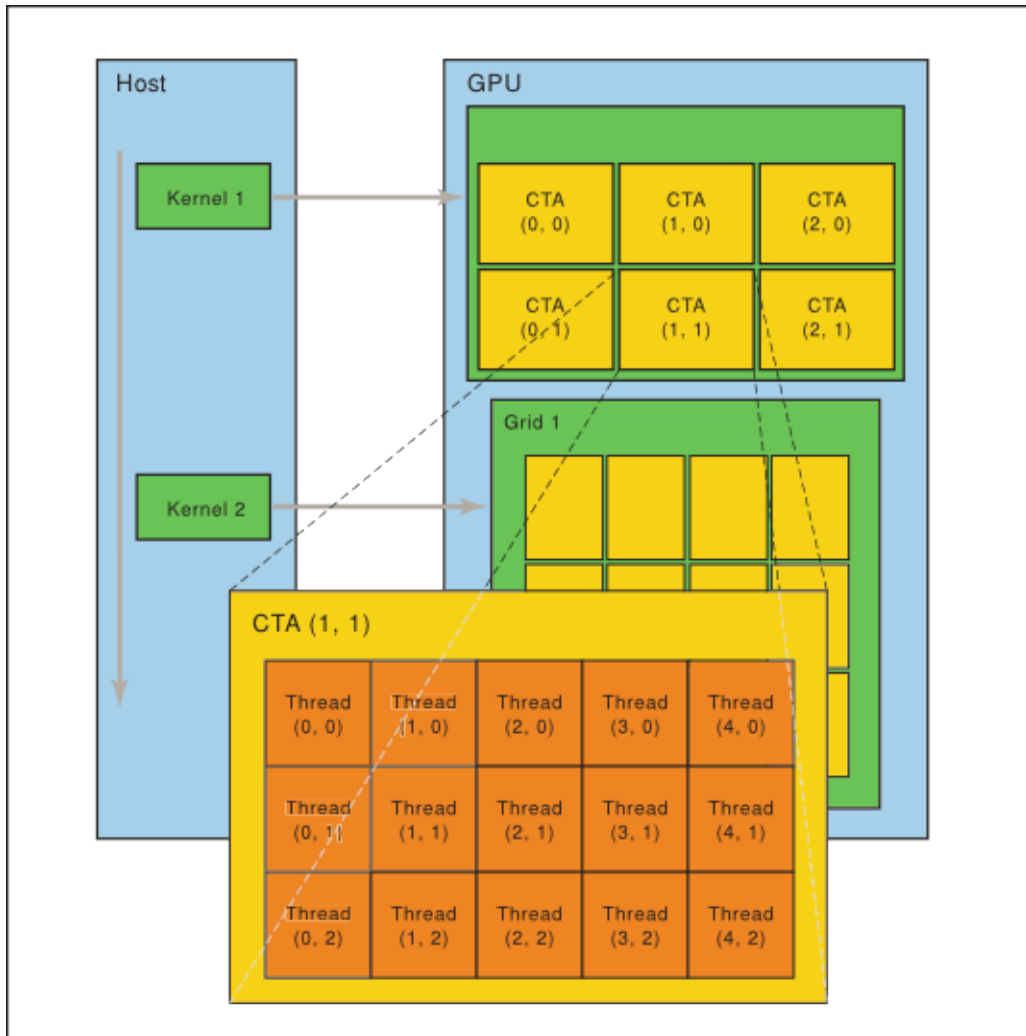 Host
GPU
Kernel 1
CTA
(0, 0)
CTA
(1, 0)
CTA
(2, 0)
CTA
(0, 1)
CTA
(1, 1)
CTA
(2, 1)
Grid 1
Kernel 2
CTA (1, 1)
Thread
(0, 0)
Thread
(1, 0)
Thread
(2, 0)
Thread
(3, 0)
Thread
(4, 0)
Thread
(0, 1)
Thread
(1, 1)
Thread
(2, 1)
Thread
(3, 1)
Thread
(4, 1)
Thread
(0, 2)
Thread
(1, 2)
Thread
(2, 2)
Thread
(3, 2)
Thread
(4, 2)